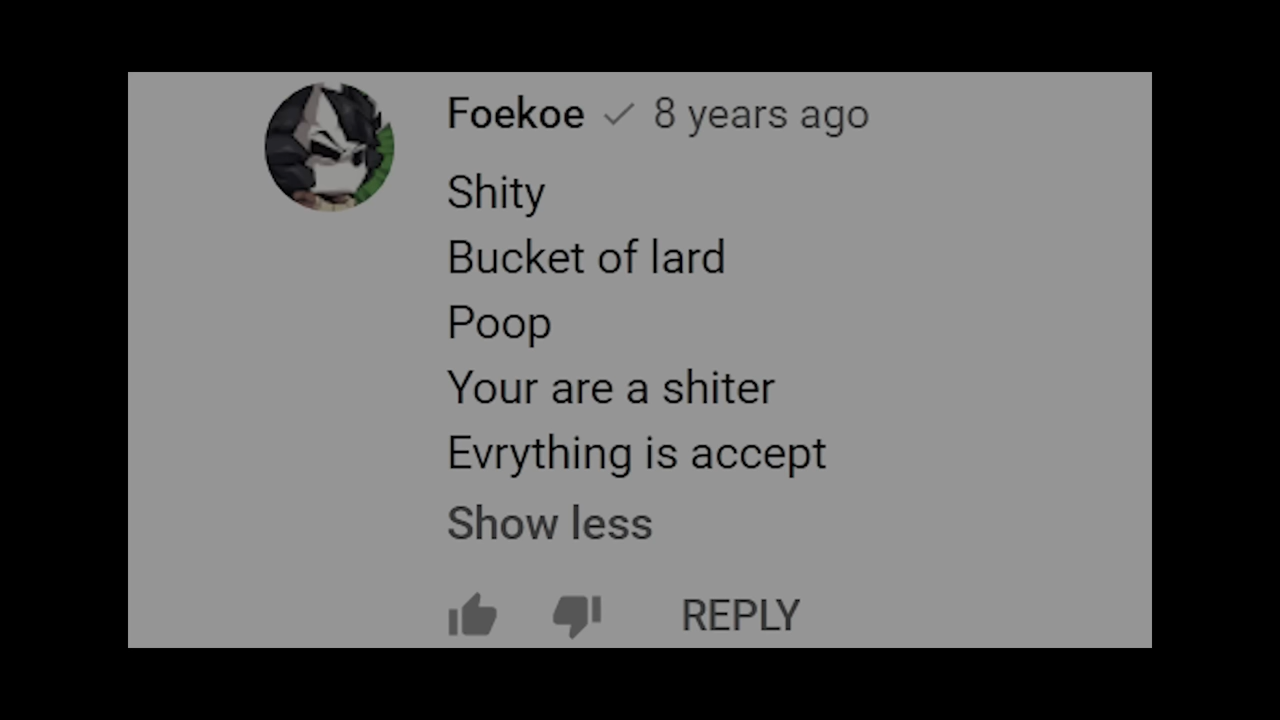 Foekoe 8 years ago
Shity
Bucket of lard
Poop
Your are a shiter
Evrything is accept
Show less
REPLY